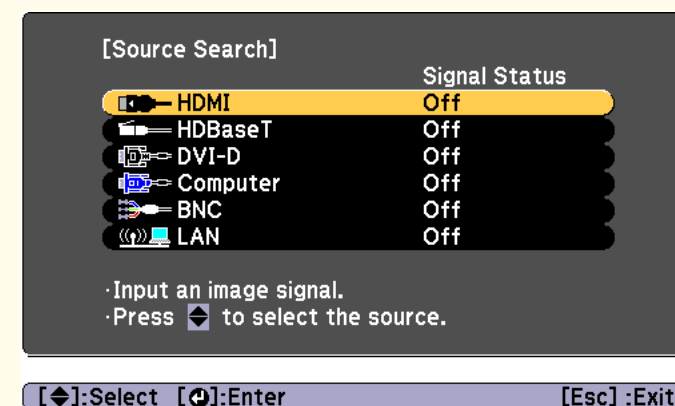 [Source Search]
Signal Status
HDMI Off
HDBaseT Off
DVI-D Off
Computer Off
BNC Off
LAN Off
·Input an image signal.
·Press to select the source.
[]:Select []:Enter [Esc] :Exit